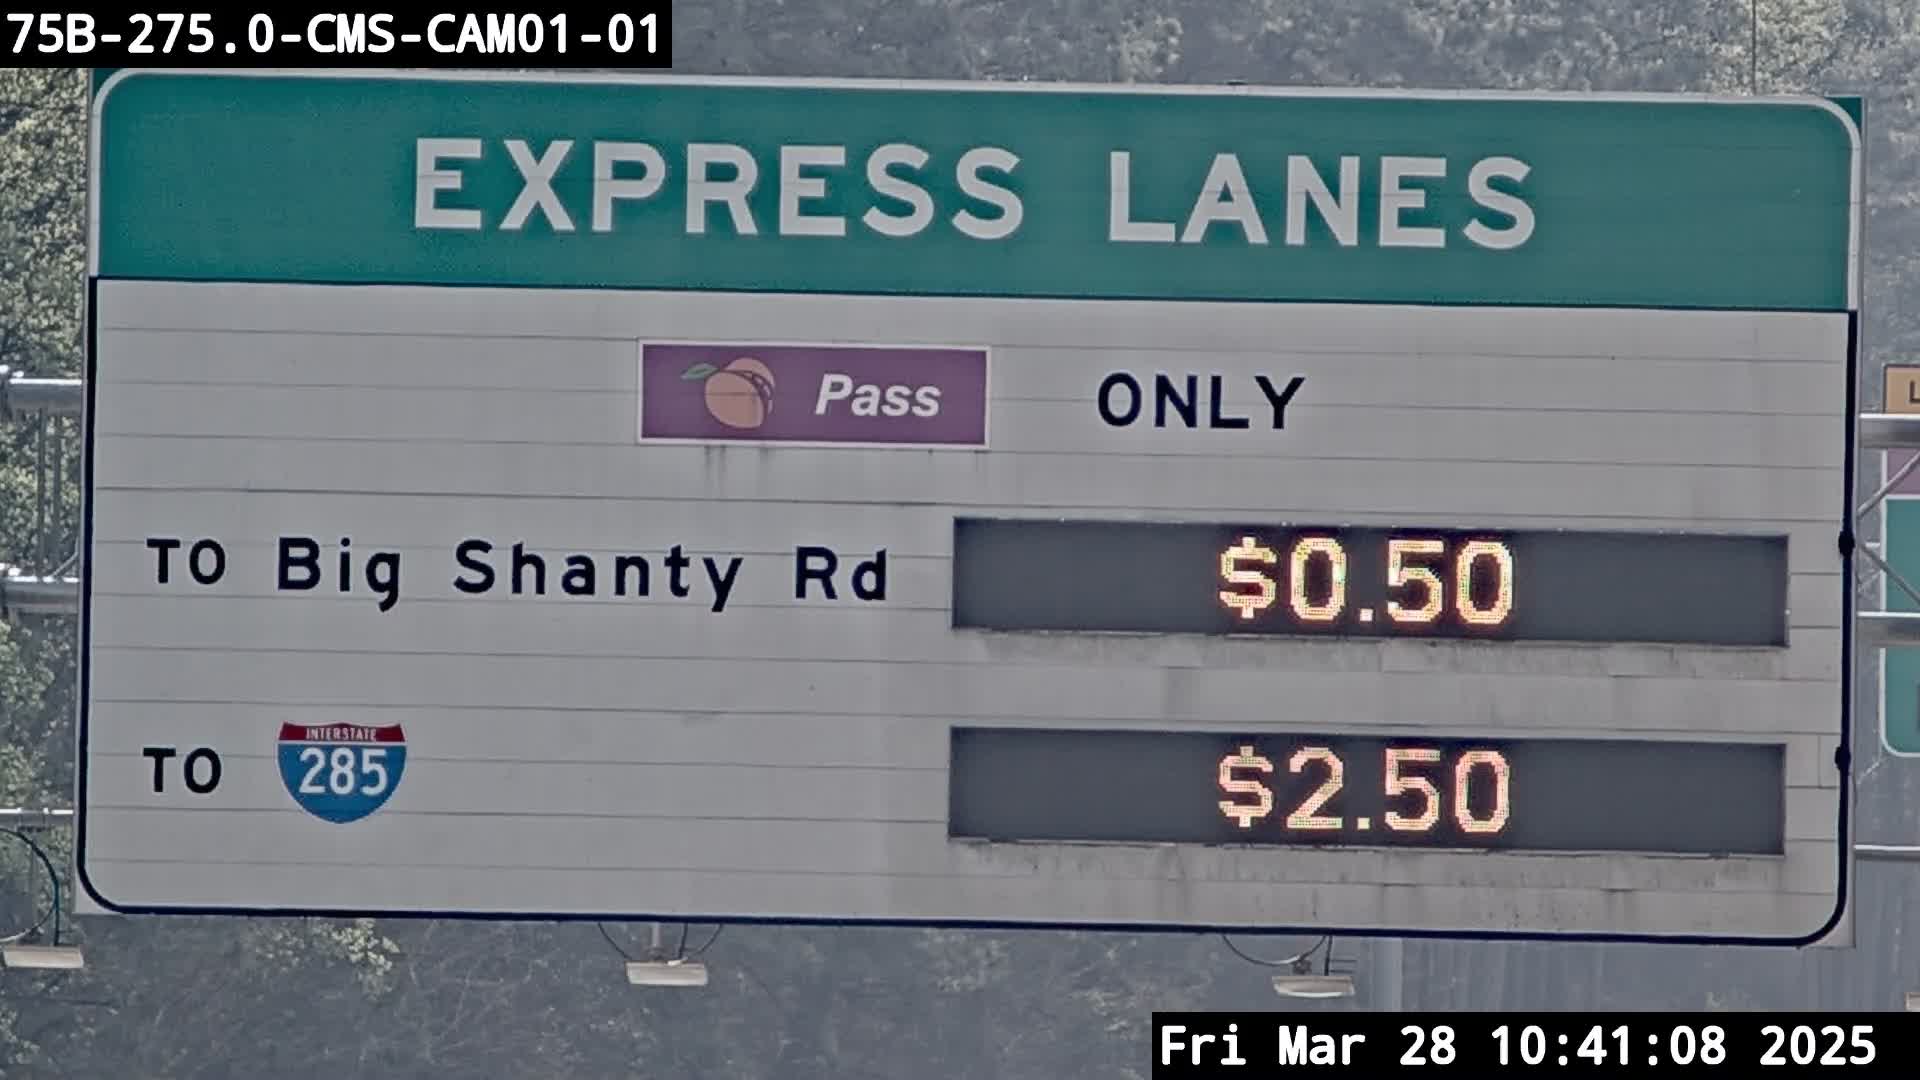 75B-275.0-CMS-CAM01-01
EXPRESS LANES
Pass ONLY
TO Big Shanty Rd $0.50
INTERSTATE
TO 285 $2.50
Fri Mar 28 10:41:08 2025